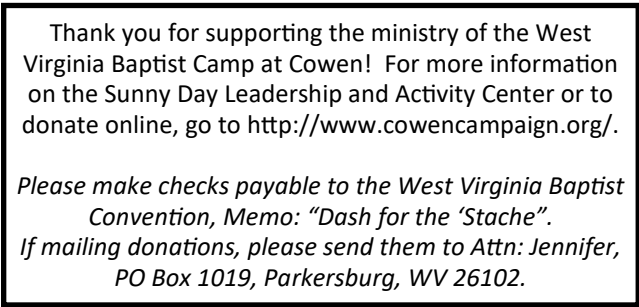 Thank you for supporting the ministry of the West
Virginia Baptist Camp at Cowen!  For more information
on the Sunny Day Leadership and Activity Center or to
donate online, go to http://www.cowencampaign.org/.
Please make checks payable to the West Virginia Baptist
Convention, Memo: “Dash for the ‘Stache”.
If mailing donations, please send them to Attn: Jennifer,
PO Box 1019, Parkersburg, WV 26102.